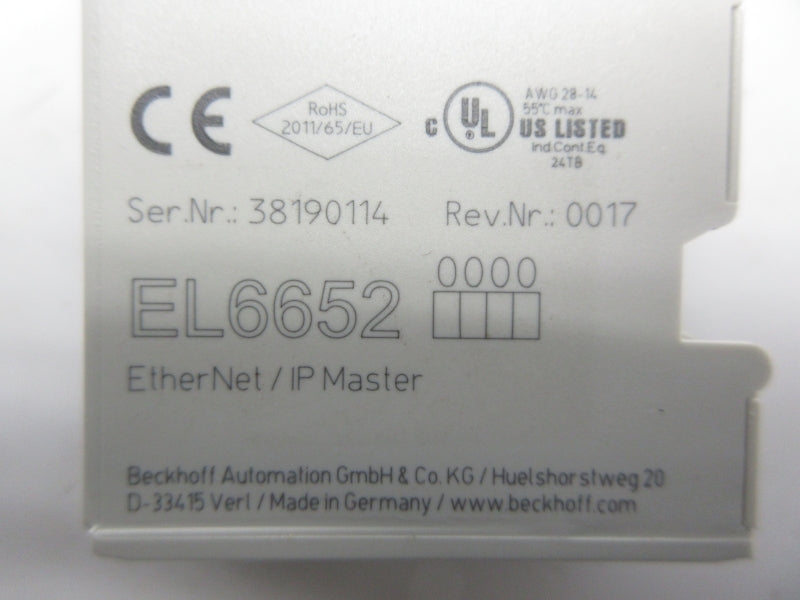 CE
RoHS
2011/65/EU
C UL US LISTED
AWG 28-14
55°C max
Ind.Cont.Eq.
24TB
Ser.Nr.: 38190114 Rev.Nr.: 0017
EL6652 0000
EtherNet / IP Master
Beckhoff Automation GmbH & Co. KG / Huelshorstweg 20
D-33415 Verl / Made in Germany / www.beckhoff.com